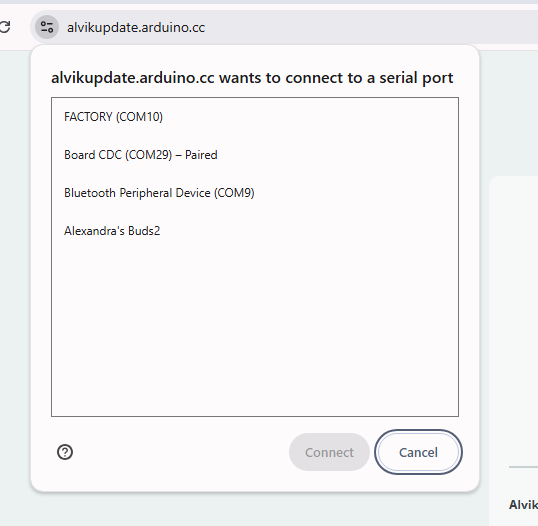 alvikupdate.arduino.cc
alvikupdate.arduino.cc wants to connect to a serial port
FACTORY (COM10)
Board CDC (COM29) – Paired
Bluetooth Peripheral Device (COM9)
Alexandra's Buds2
Connect
Cancel
Alvik